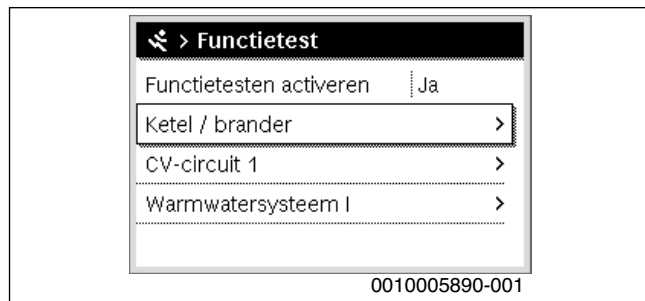 > Functietest
Functietesten activeren Ja
Ketel / brander >
CV-circuit 1 >
Warmwatersysteem I >
0010005890-001